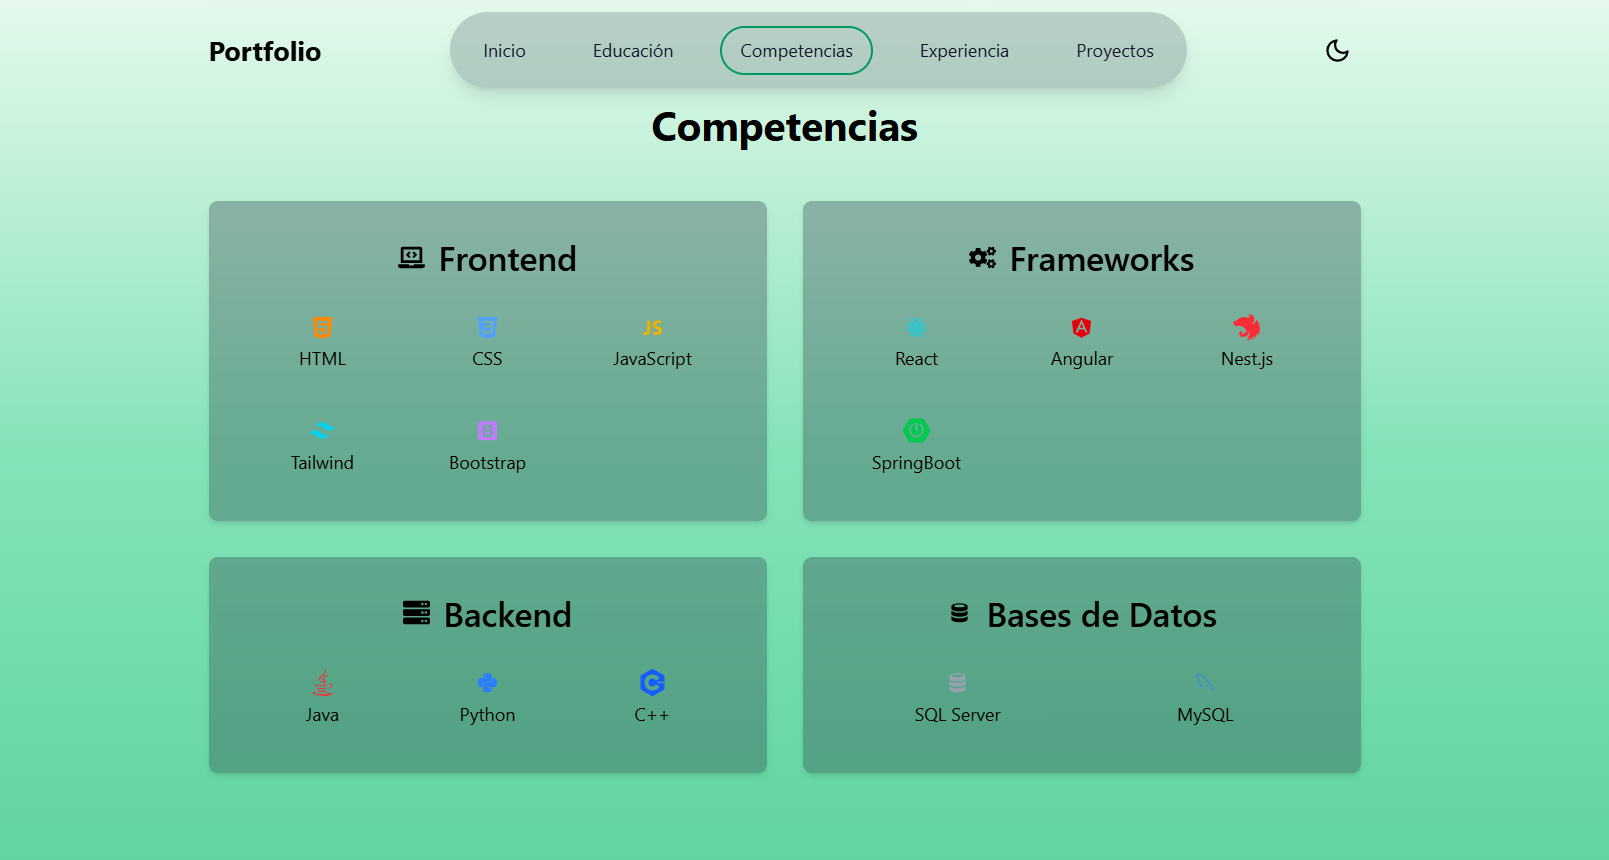 Portfolio
Inicio
Educación
Competencias
Experiencia
Proyectos
Competencias
Frontend
HTML
CSS
JS
JavaScript
Tailwind
B
Bootstrap
Frameworks
React
A
Angular
Nest.js
SpringBoot
Backend
Java
Python
C++
C++
Bases de Datos
SQL Server
MySQL